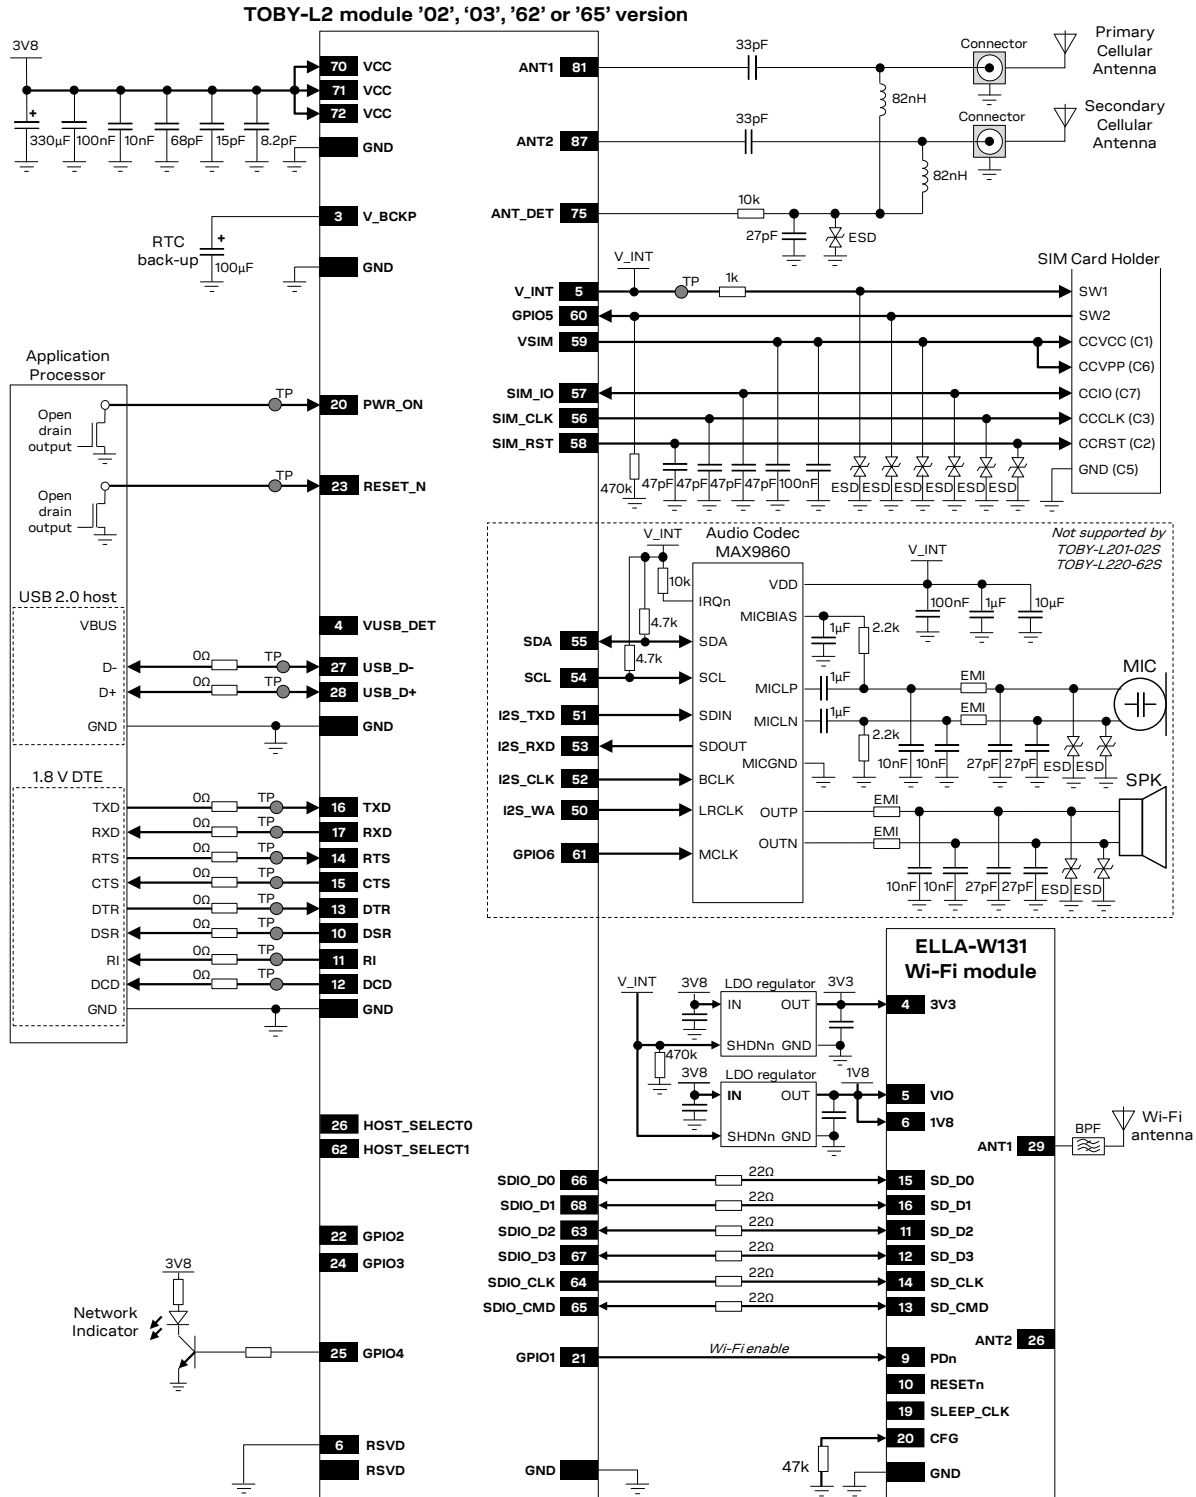 TOBY-L2 module '02', '03', '62' or '65' version
3V8
70 VCC
71 VCC
72 VCC
330µF 100nF 10nF 68pF 15pF 8.2pF
GND
3 V_BCKP
RTC
back-up
100µF
GND
ANT1 81
33pF
Connector
Primary
Cellular
Antenna
82nH
ANT2 87
33pF
Connector
Secondary
Cellular
Antenna
82nH
ANT_DET 75
10k
27pF
ESD
V_INT
SIM Card Holder
V_INT 5
TP
1k
SW1
GPIO5 60
SW2
VSIM 59
CCVCC (C1)
CCVPP (C6)
SIM_IO 57
CCIO (C7)
SIM_CLK 56
CCCLK (C3)
SIM_RST 58
CCRST (C2)
GND (C5)
470k
47pF 47pF 47pF 47pF 100nF
ESD ESD ESD ESD ESD ESD
Application
Processor
Open
drain
output
TP
20 PWR_ON
Open
drain
output
TP
23 RESET_N
USB 2.0 host
VBUS
4 VUSB_DET
D-
0Ω
TP
27 USB_D-
D+
0Ω
TP
28 USB_D+
GND
GND
1.8 V DTE
TXD
0Ω
TP
16 TXD
RXD
0Ω
TP
17 RXD
RTS
0Ω
TP
14 RTS
CTS
0Ω
TP
15 CTS
DTR
0Ω
TP
13 DTR
DSR
0Ω
TP
10 DSR
RI
0Ω
TP
11 RI
DCD
0Ω
TP
12 DCD
GND
GND
26 HOST_SELECT0
62 HOST_SELECT1
22 GPIO2
24 GPIO3
3V8
Network
Indicator
25 GPIO4
6 RSVD
RSVD
Audio Codec
MAX9860
Not supported by
TOBY-L201-02S
TOBY-L220-62S
V_INT
10k
4.7k
4.7k
IRQn
SDA 55
SDA
SCL 54
SCL
I2S_TXD 51
SDIN
I2S_RXD 53
SDOUT
I2S_CLK 52
BCLK
I2S_WA 50
LRCLK
GPIO6 61
MCLK
V_INT
VDD
100nF 1µF 10µF
MICBIAS
1µF
2.2k
MICLP
1µF
EMI
MIC
MICLN
1µF
EMI
2.2k
MICGND
10nF 10nF 27pF 27pF ESD ESD
SPK
OUTP
EMI
OUTN
EMI
10nF 10nF 27pF 27pF ESD ESD
ELLA-W131
Wi-Fi module
V_INT
3V8
LDO regulator
3V3
IN OUT
4 3V3
SHDNn GND
470k
3V8
LDO regulator
1V8
IN OUT
5 VIO
6 1V8
SHDNn GND
ANT1 29
BPF
Wi-Fi
antenna
SDIO_D0 66
22Ω
15 SD_D0
SDIO_D1 68
22Ω
16 SD_D1
SDIO_D2 63
22Ω
11 SD_D2
SDIO_D3 67
22Ω
12 SD_D3
SDIO_CLK 64
22Ω
14 SD_CLK
SDIO_CMD 65
22Ω
13 SD_CMD
ANT2 26
GPIO1 21
Wi-Fi enable
9 PDn
10 RESETn
19 SLEEP_CLK
20 CFG
47k
GND
GND